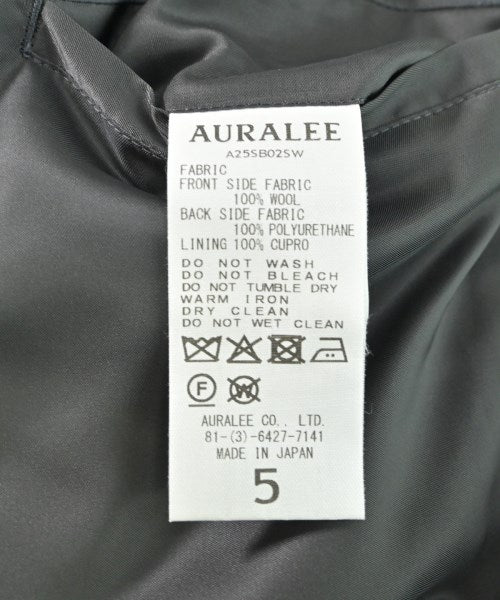 AURALEE
A25SB02SW
FABRIC
FRONT SIDE FABRIC
100% WOOL
BACK SIDE FABRIC
100% POLYURETHANE
LINING 100% CUPRO
DO NOT WASH
DO NOT BLEACH
DO NOT TUMBLE DRY
WARM IRON
DRY CLEAN
DO NOT WET CLEAN
F W
AURALEE CO., LTD.
81-(3)-6427-7141
MADE IN JAPAN
5